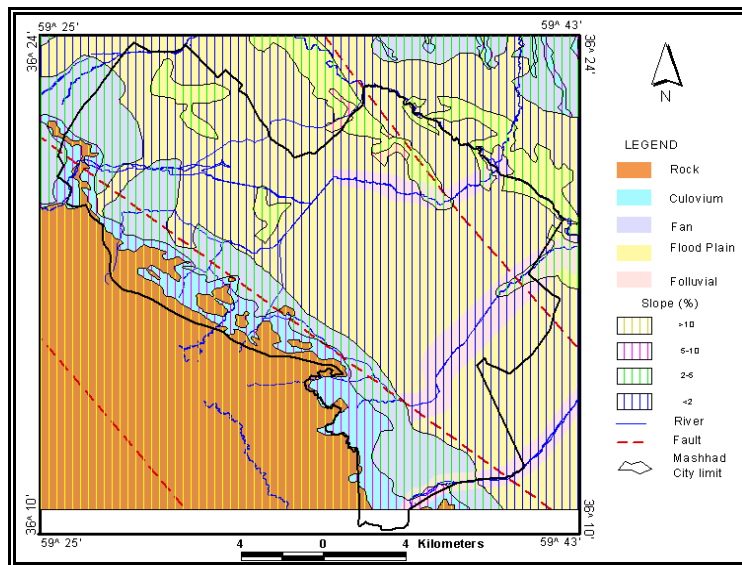 59^ 25' 59^ 43'
36^ 24'
36^ 24'
N
LEGEND
Rock
Culovium
Fan
Flood Plain
Folluvial
Slope (%)
>10
5-10
2-5
<2
River
Fault
Mashhad
City limit
36^ 10'
36^ 10'
59^ 25' 59^ 43'
4 0 4 Kilometers